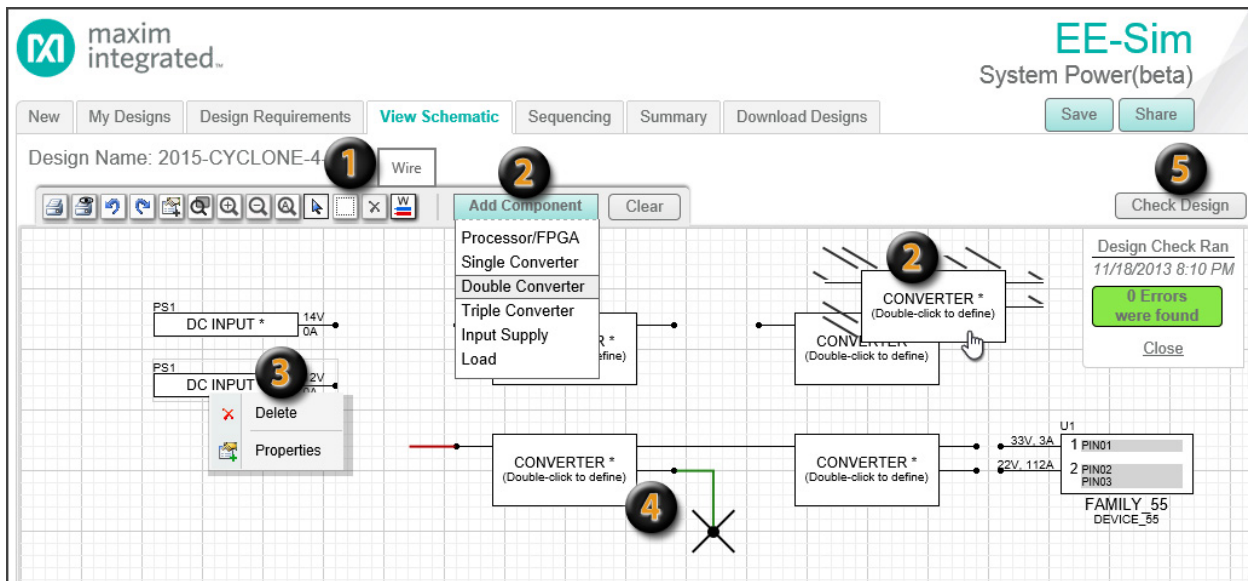 maxim
integrated™
EE-Sim
System Power(beta)
New
My Designs
Design Requirements
View Schematic
Sequencing
Summary
Download Designs
Save
Share
Design Name: 2015-CYCLONE-4-
1
Wire
2
5
W
Add Component
Clear
Check Design
Processor/FPGA
Single Converter
Double Converter
Triple Converter
Input Supply
Load
2
Design Check Ran
11/18/2013 8:10 PM
0 Errors
were found
Close
CONVERTER *
(Double-click to define)
PS1
DC INPUT *
14V
0A
PS1
DC INPUT
3
2V
0A
Delete
Properties
R *
efine)
CONVERTER
(Double-click to define)
CONVERTER *
(Double-click to define)
4
CONVERTER *
(Double-click to define)
U1
33V, 3A
1 PIN01
22V, 112A
2 PIN02
PIN03
FAMILY_55
DEVICE_55